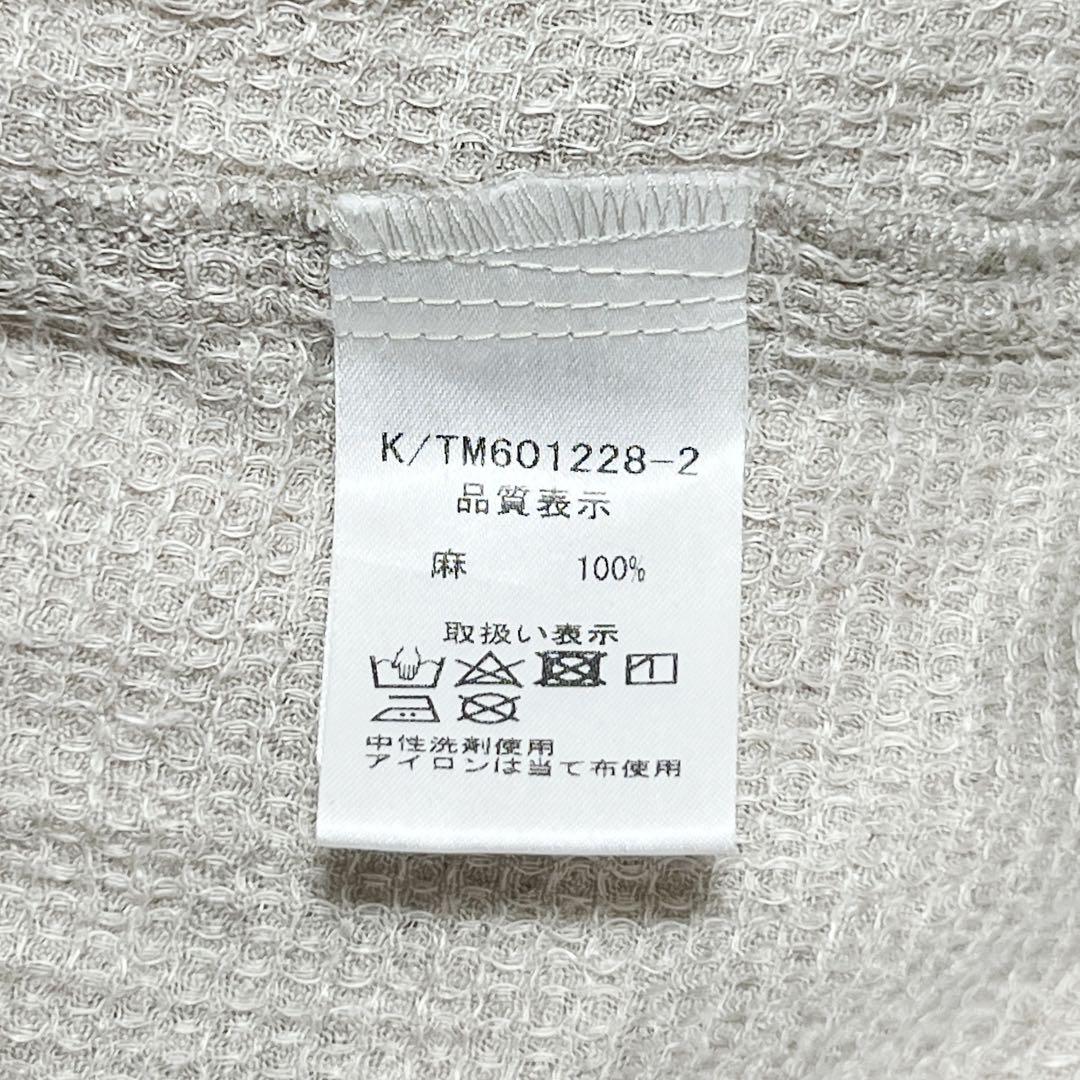 K/TM601228-2
品質表示
麻 100%
取扱い表示
中性洗剤使用
アイロンは当て布使用